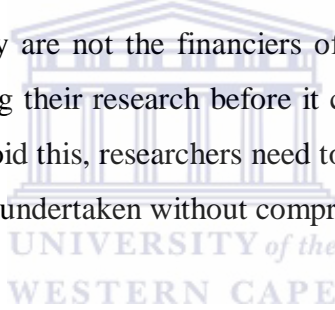 y are not the financiers of
g their research before it c
oid this, researchers need to
undertaken without compr
UNIVERSITY of the
WESTERN CAPE